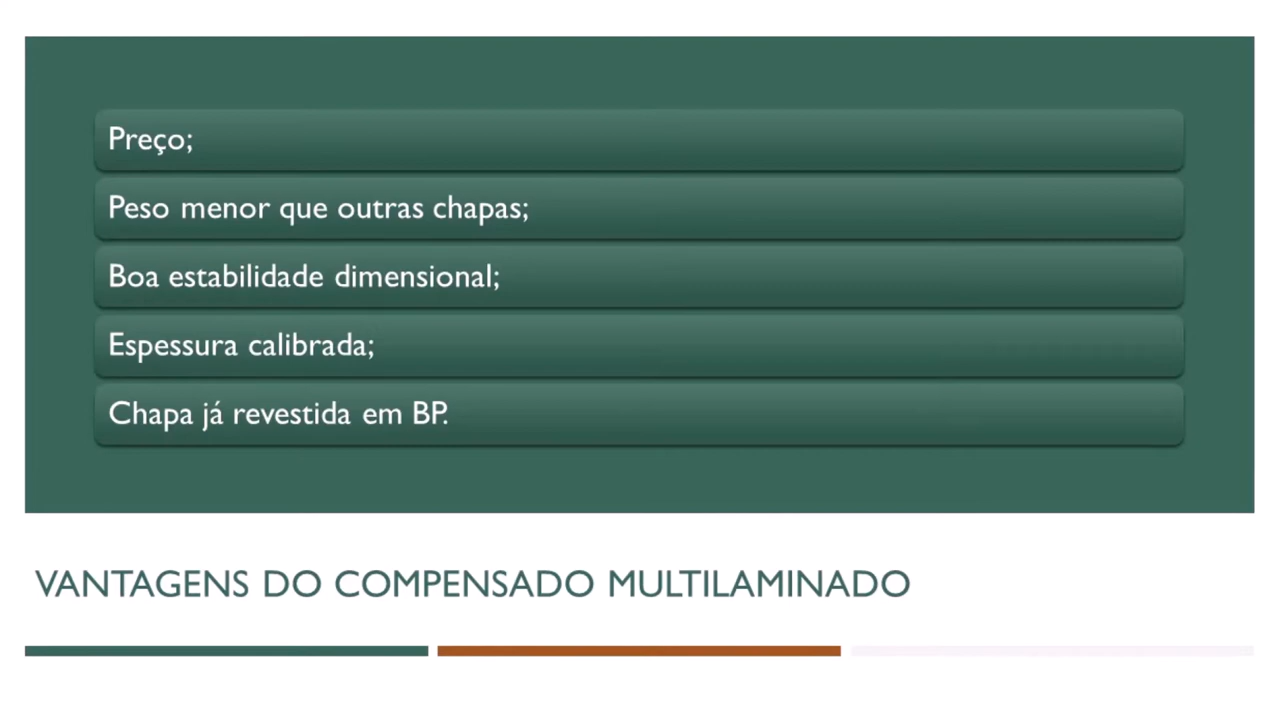 Preço;
Peso menor que outras chapas;
Boa estabilidade dimensional;
Espessura calibrada;
Chapa já revestida em BP.
VANTAGENS DO COMPENSADO MULTILAMINADO